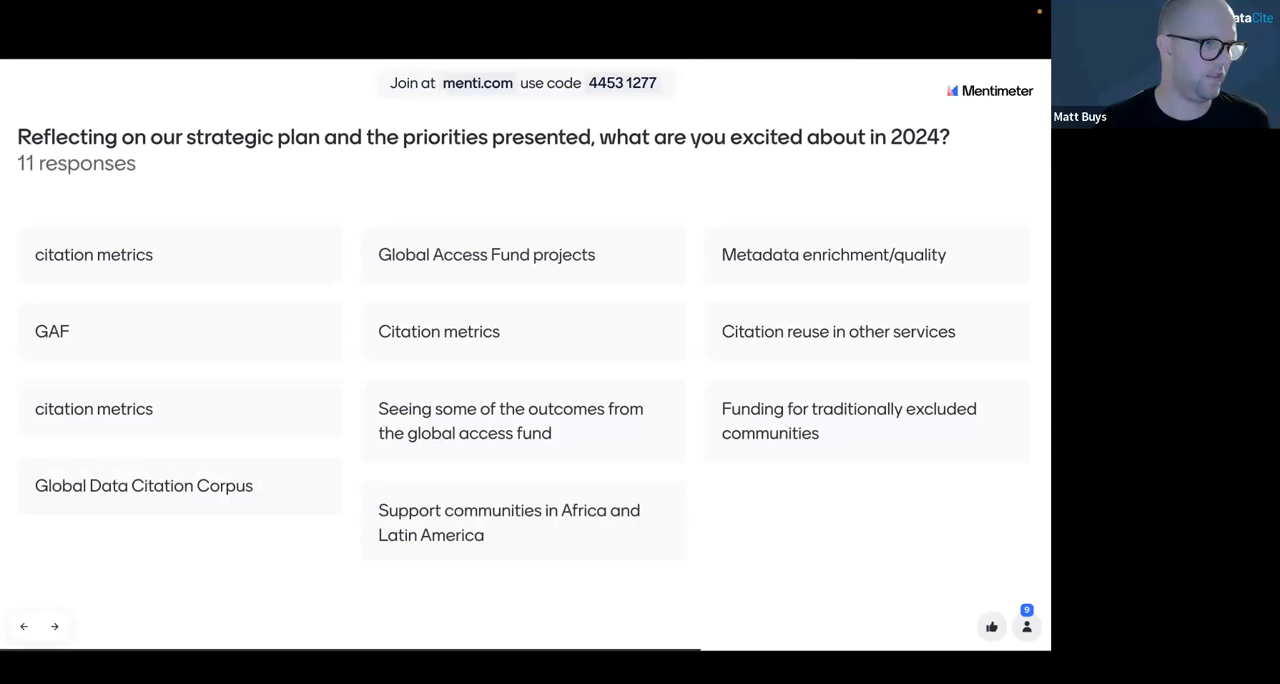 Join at menti.com use code 4453 1277
Mentimeter
Reflecting on our strategic plan and the priorities presented, what are you excited about in 2024?
11 responses
citation metrics
Global Access Fund projects
Metadata enrichment/quality
GAF
Citation metrics
Citation reuse in other services
citation metrics
Seeing some of the outcomes from
the global access fund
Funding for traditionally excluded
communities
Global Data Citation Corpus
Support communities in Africa and
Latin America
9
ataCite
Matt Buys